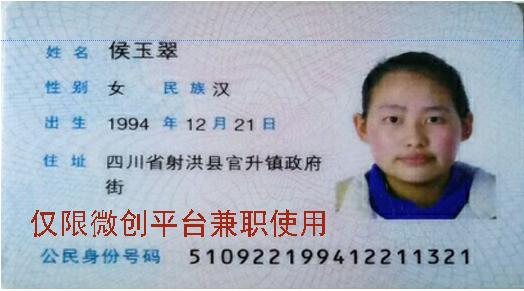 姓名 侯玉翠
性别 女 民族 汉
出生 1994 年 12 月 21 日
住址 四川省射洪县官升镇政府
街
仅限微创平台兼职使用
公民身份号码 510922199412211321